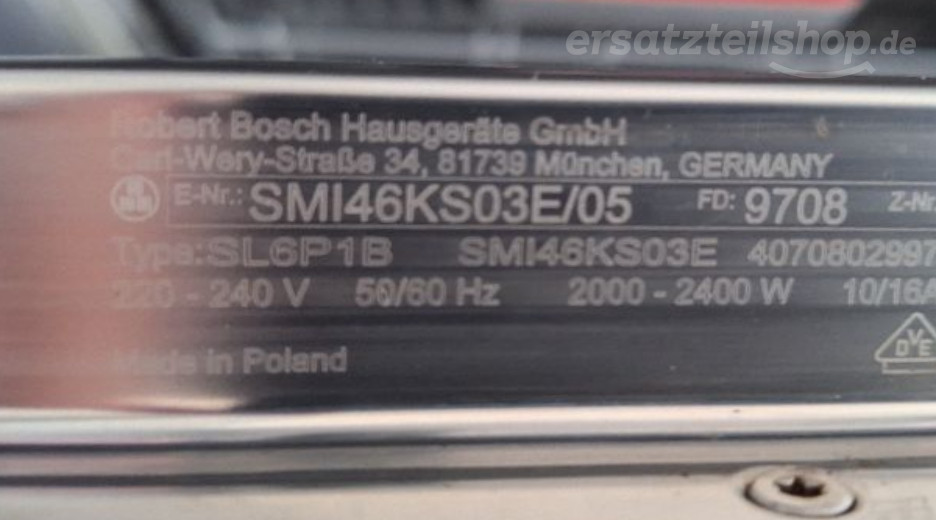 ersatzteilshop.de
Robert Bosch Hausgeräte GmbH
Carl-Wery-Straße 34, 81739 München, GERMANY
E-Nr.: SMI46KS03E/05 FD: 9708 Z-Nr.
Type: SL6P1B SMI46KS03E 4070802997
220 - 240 V 50/60 Hz 2000 - 2400 W 10/16A
Made in Poland
DVE